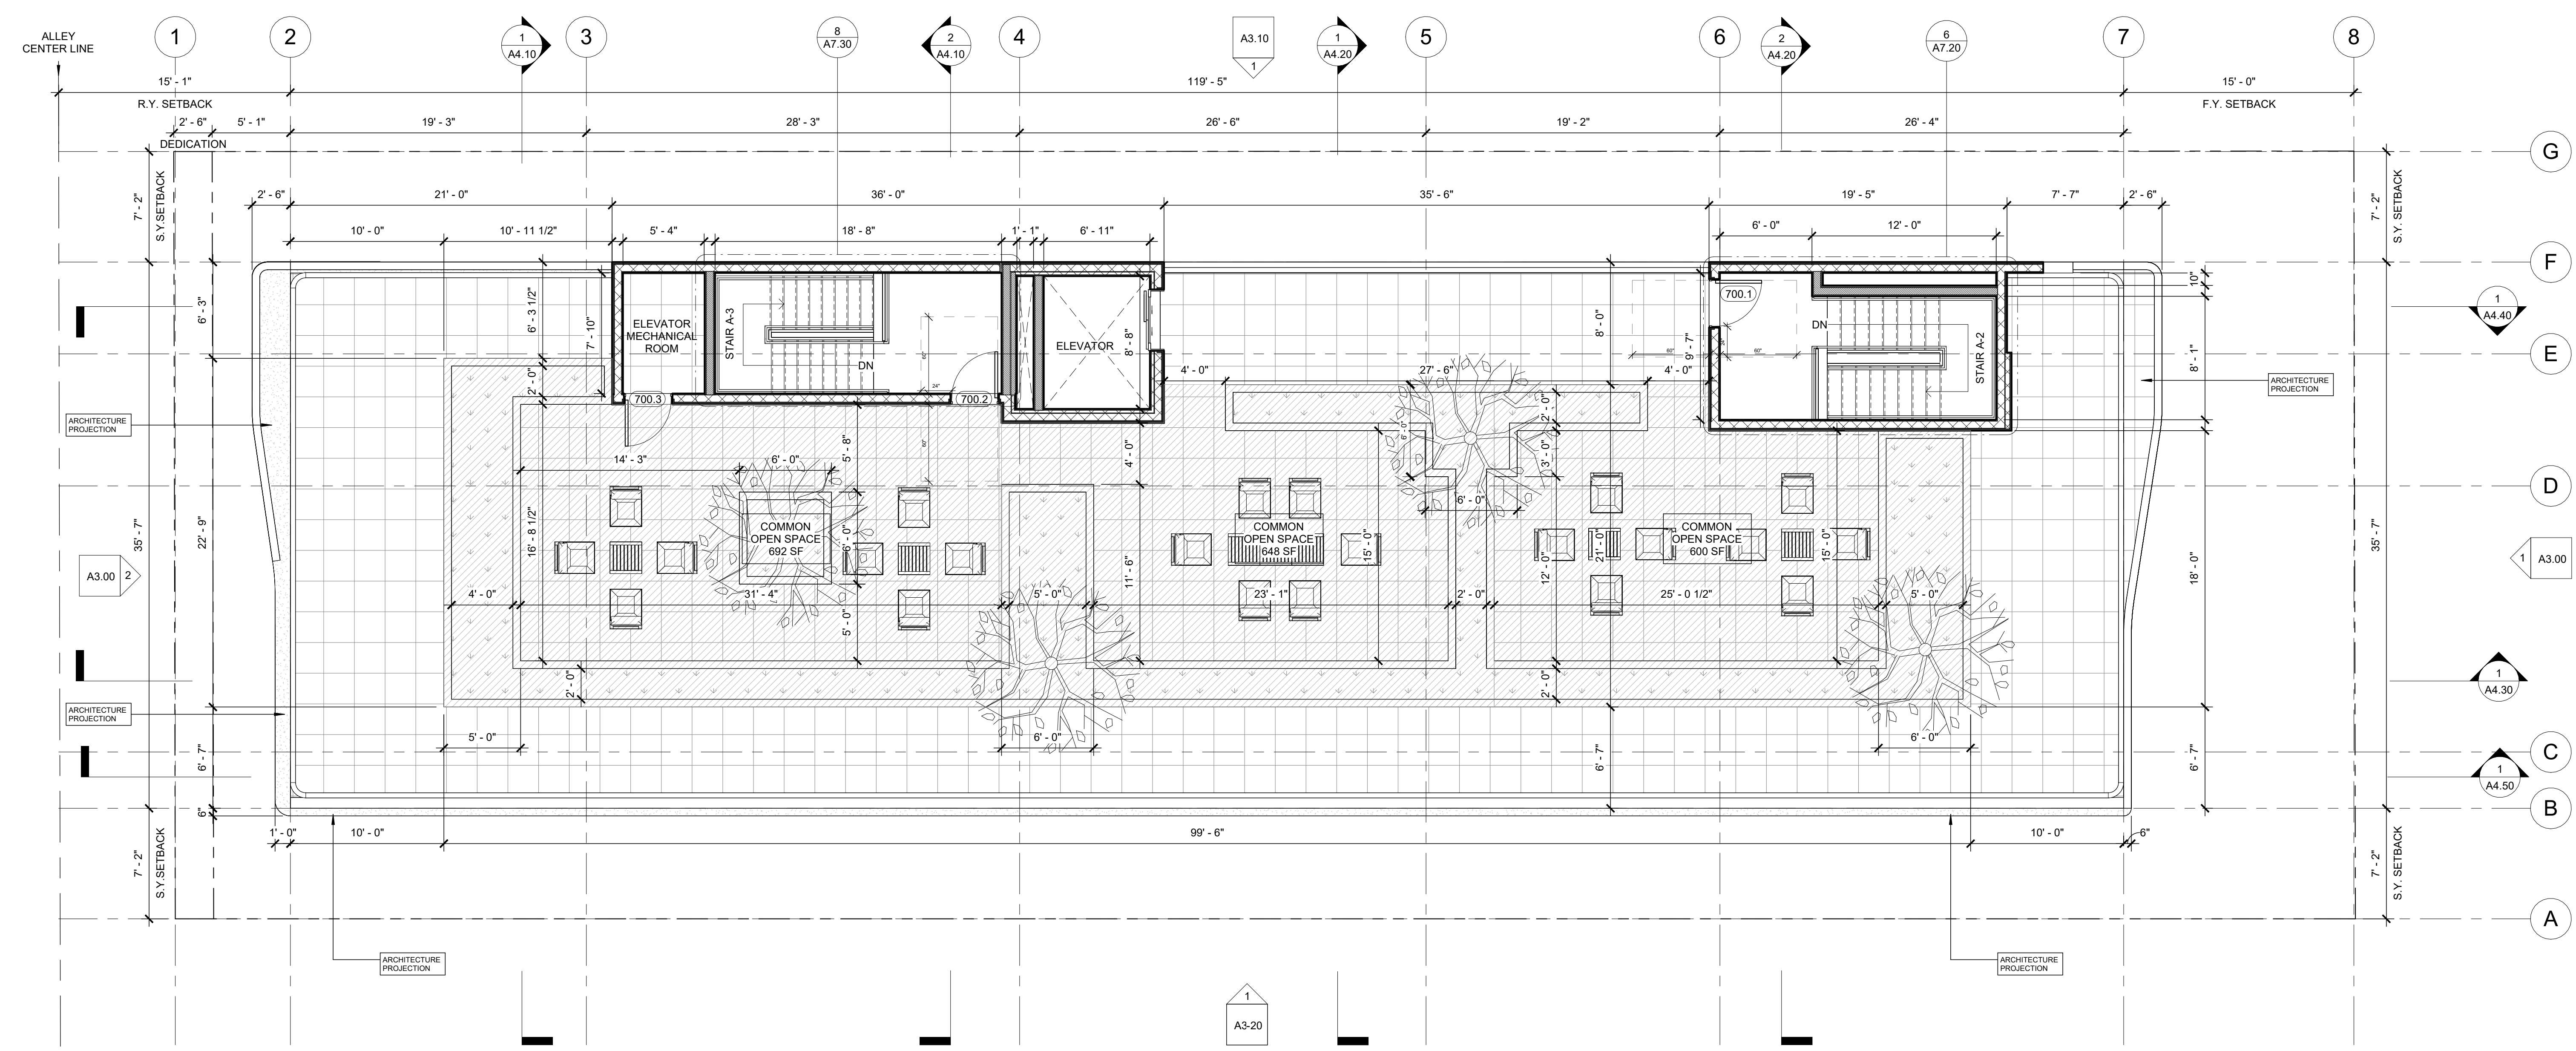 ALLEY
CENTER LINE
1
2
1
A4.10
3
8
A7.30
2
A4.10
4
A3.10
1
1
A4.20
5
6
2
A4.20
6
A7.20
7
8
15' - 1"
119' - 5"
15' - 0"
R.Y. SETBACK
F.Y. SETBACK
2' - 6"
5' - 1"
19' - 3"
28' - 3"
26' - 6"
19' - 2"
26' - 4"
DEDICATION
G
7' - 2"
S.Y.SETBACK
2' - 6"
21' - 0"
36' - 0"
35' - 6"
19' - 5"
7' - 7"
2' - 6"
7' - 2"
S.Y. SETBACK
10' - 0"
10' - 11 1/2"
5' - 4"
18' - 8"
1' - 1"
6' - 11"
6' - 0"
12' - 0"
F
6' - 3"
6' - 3 1/2"
7' - 10"
ELEVATOR
MECHANICAL
ROOM
STAIR A-3
DN
8' - 8"
ELEVATOR
8' - 0"
9' - 7"
700.1
DN
STAIR A-2
10"
8' - 1"
1
A4.40
E
60"
24"
60"
24"
60"
60"
2' - 0"
700.3
700.2
4' - 0"
27' - 6"
4' - 0"
ARCHITECTURE
PROJECTION
ARCHITECTURE
PROJECTION
2' - 0"
6' - 0"
3' - 0"
14' - 3"
6' - 0"
5' - 8"
4' - 0"
6' - 0"
D
35' - 7"
22' - 9"
16' - 8 1/2"
COMMON
OPEN SPACE
692 SF
6' - 0"
COMMON
OPEN SPACE
648 SF
15' - 0"
12' - 0"
21' - 0"
COMMON
OPEN SPACE
600 SF
15' - 0"
18' - 0"
35' - 7"
A3.00
2
1
A3.00
11' - 6"
4' - 0"
31' - 4"
5' - 0"
5' - 0"
23' - 1"
2' - 0"
25' - 0 1/2"
5' - 0"
2' - 0"
2' - 0"
1
A4.30
ARCHITECTURE
PROJECTION
5' - 0"
6' - 0"
6' - 0"
6' - 7"
6' - 7"
6' - 7"
C
1
A4.50
B
6"
1' - 0"
10' - 0"
99' - 6"
10' - 0"
6"
7' - 2"
S.Y.SETBACK
7' - 2"
S.Y. SETBACK
A
ARCHITECTURE
PROJECTION
ARCHITECTURE
PROJECTION
1
A3-20